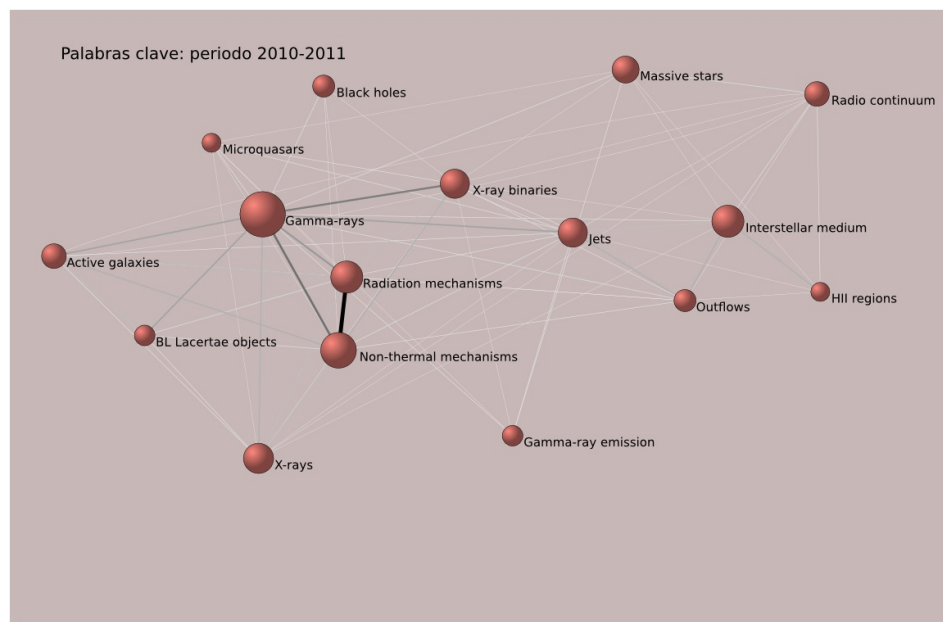 Palabras clave: periodo 2010-2011
Massive stars
Black holes
Radio continuum
Microquasars
X-ray binaries
Gamma-rays
Interstellar medium
Jets
Active galaxies
Radiation mechanisms
HII regions
Outflows
BL Lacertae objects
Non-thermal mechanisms
Gamma-ray emission
X-rays